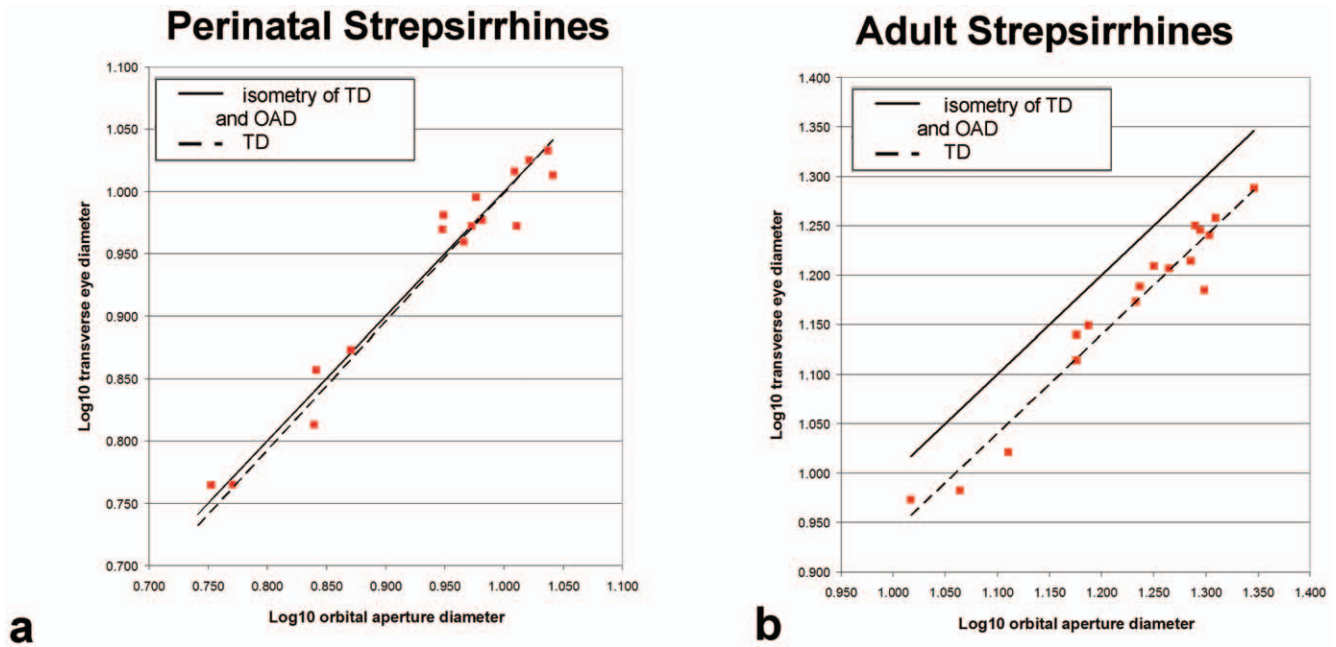 Perinatal Strepsirrhines
1.100
1.050
1.000
0.950
0.900
0.850
0.800
0.750
0.700
Log10 transverse eye diameter
isometry of TD
and OAD
TD
0.700 0.750 0.800 0.850 0.900 0.950 1.000 1.050 1.100
Log10 orbital aperture diameter
a
Adult Strepsirrhines
1.400
1.350
1.300
1.250
1.200
1.150
1.100
1.050
1.000
0.950
0.900
Log10 transverse eye diameter
isometry of TD
and OAD
TD
0.950 1.000 1.050 1.100 1.150 1.200 1.250 1.300 1.350 1.400
Log10 orbital aperture diameter
b